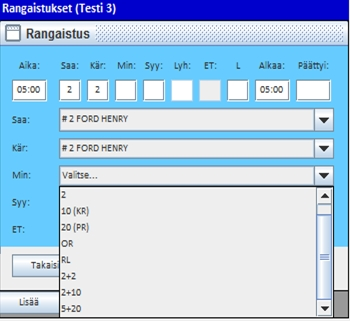 Rangaistukset (Testi 3)
Rangaistus
Aika: Saa: Kär: Min: Syy: Lyh: ET: L Alkaa: Päättyi:
05:00 2 2 05:00
Saa: # 2 FORD HENRY
Kär: # 2 FORD HENRY
Min: Valitse...
2
Syy:
10 (KR)
20 (PR)
ET:
OR
RL
Takaisi
2+2
2+10
Lisää
5+20